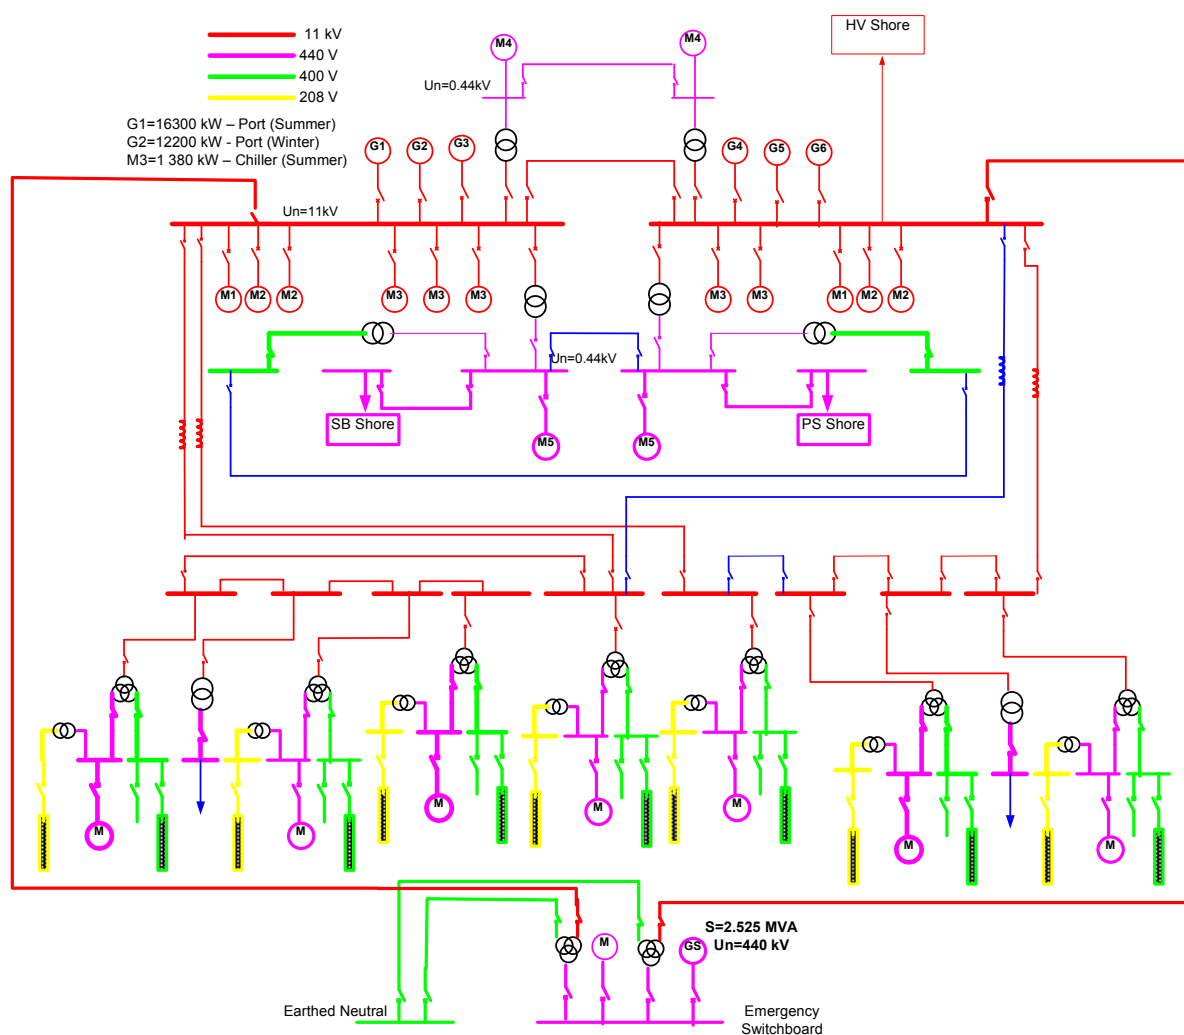 11 kV
440 V
400 V
208 V
G1=16300 kW – Port (Summer)
G2=12200 kW - Port (Winter)
M3=1 380 kW – Chiller (Summer)
M4
M4
HV Shore
Un=0.44kV
G1
G2
G3
G4
G5
G6
Un=11kV
M1
M2
M2
M3
M3
M3
M3
M3
M1
M2
M2
Un=0.44kV
SB Shore
M5
M5
PS Shore
M
M
M
M
M
M
M
M
GS
S=2.525 MVA
Un=440 kV
Earthed Neutral
Emergency
Switchboard